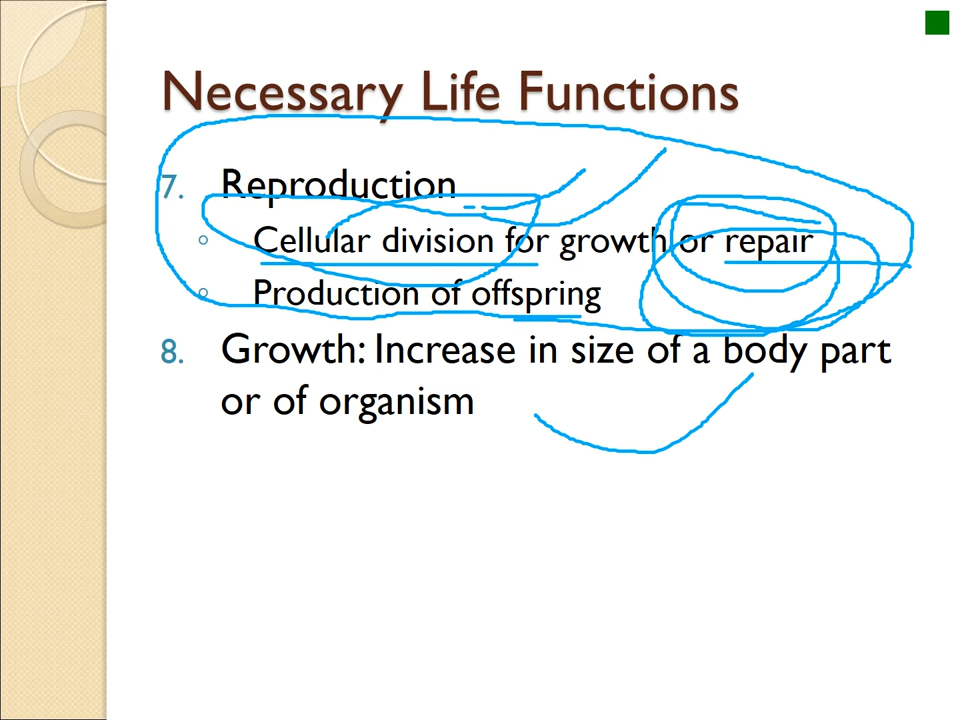 Necessary Life Functions
7. Reproduction
◦ Cellular division for growth or repair
◦ Production of offspring
8. Growth: Increase in size of a body part
or of organism